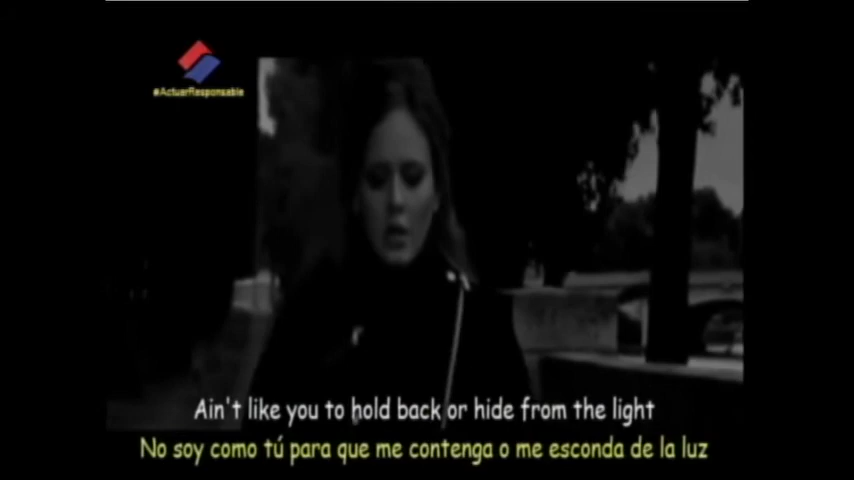 #ActuarResponsable
Ain't like you to hold back or hide from the light
No soy como tú para que me contenga o me esconda de la luz